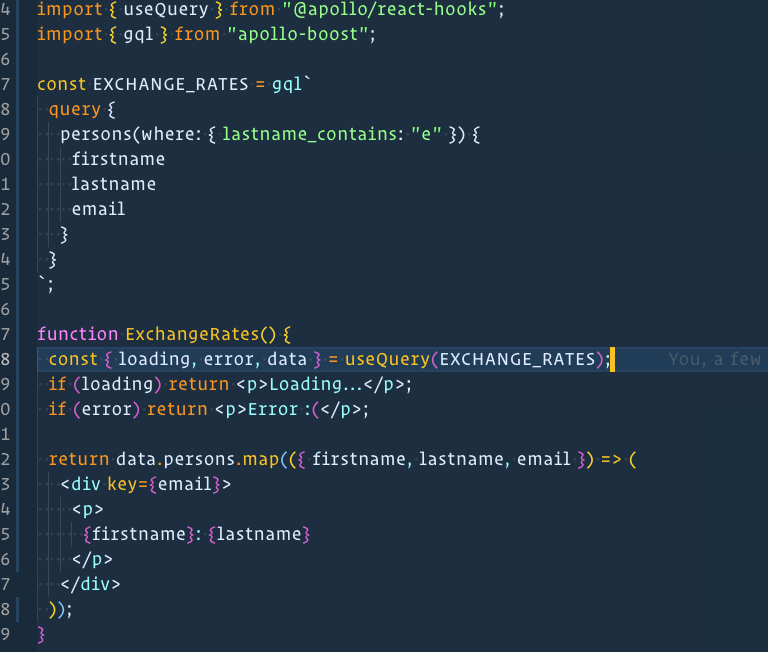 4 import { useQuery } from "@apollo/react-hooks";
5 import { gql } from "apollo-boost";
6
7 const EXCHANGE_RATES = gql`
8 query {
9 persons(where: { lastname_contains: "e" }) {
0 firstname
1 lastname
2 email
3 }
4 }
5 `;
6
7 function ExchangeRates() {
8 const { loading, error, data } = useQuery(EXCHANGE_RATES); You, a few
9 if (loading) return <p>Loading...</p>;
0 if (error) return <p>Error :(</p>;
1
2 return data.persons.map(({ firstname, lastname, email }) => (
3 <div key={email}>
4 <p>
5 {firstname}: {lastname}
6 </p>
7 </div>
8 ));
9 }